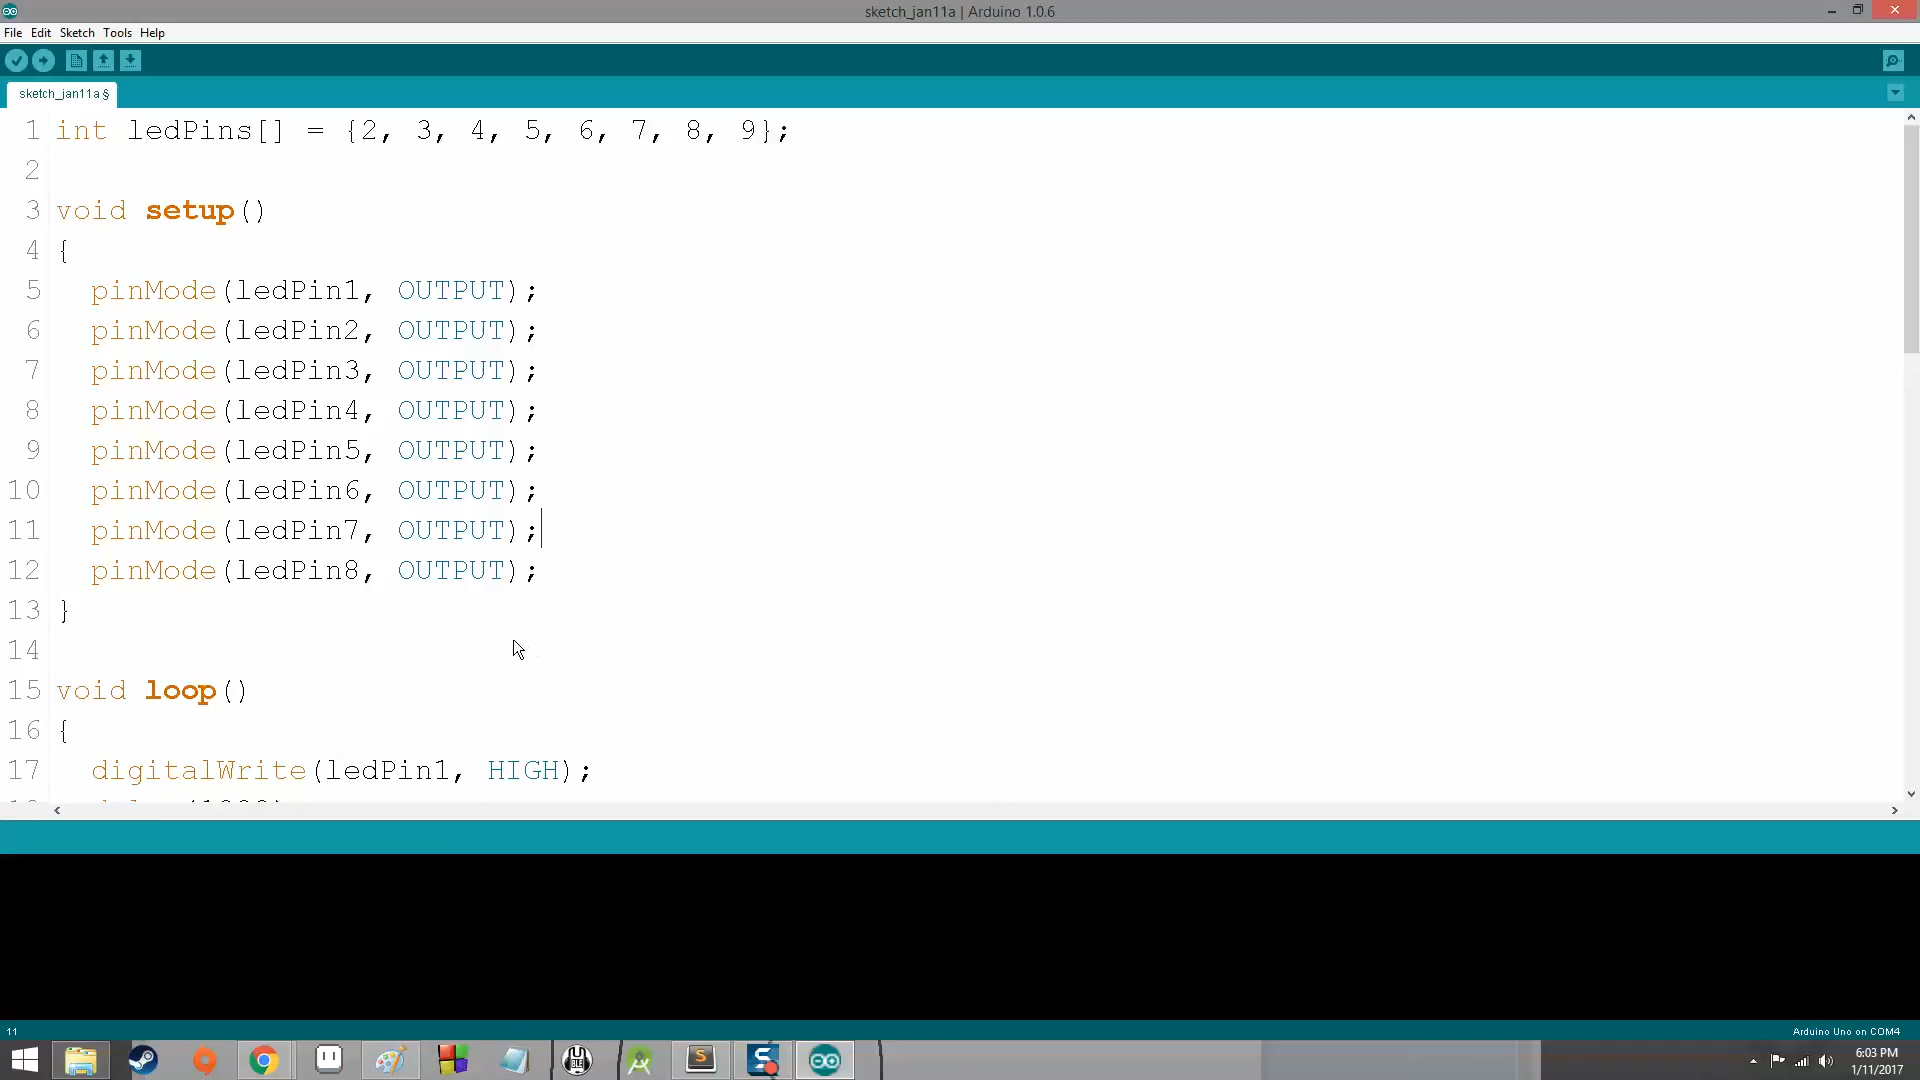 sketch_jan11a | Arduino 1.0.6
File Edit Sketch Tools Help
sketch_jan11a §
1 int ledPins[] = {2, 3, 4, 5, 6, 7, 8, 9};
2
3 void setup()
4 {
5 pinMode(ledPin1, OUTPUT);
6 pinMode(ledPin2, OUTPUT);
7 pinMode(ledPin3, OUTPUT);
8 pinMode(ledPin4, OUTPUT);
9 pinMode(ledPin5, OUTPUT);
10 pinMode(ledPin6, OUTPUT);
11 pinMode(ledPin7, OUTPUT);
12 pinMode(ledPin8, OUTPUT);
13 }
14
15 void loop()
16 {
17 digitalWrite(ledPin1, HIGH);
11
Arduino Uno on COM4
6:03 PM
1/11/2017